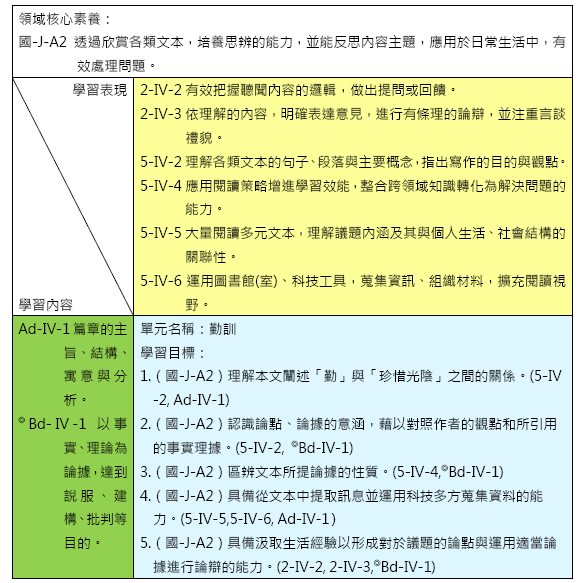 領域核心素養：
國-J-A2 透過欣賞各類文本，培養思辨的能力，並能反思內容主題，應用於日常生活中，有
效處理問題。
學習表現
學習內容
2-IV-2 有效把握聽聞內容的邏輯，做出提問或回饋。
2-IV-3 依理解的內容，明確表達意見，進行有條理的論辯，並注重言談
禮貌。
5-IV-2 理解各類文本的句子、段落與主要概念，指出寫作的目的與觀點。
5-IV-4 應用閱讀策略增進學習效能，整合跨領域知識轉化為解決問題的
能力。
5-IV-5 大量閱讀多元文本，理解議題內涵及其與個人生活、社會結構的
關聯性。
5-IV-6 運用圖書館(室)、科技工具，蒐集資訊、組織材料，擴充閱讀視
野。
Ad-IV-1 篇章的主
旨、結構、
寓意與分
析。
◎Bd-IV-1 以事
實、理論為
論據，達到
說服、建
構、批判等
目的。
單元名稱：勤訓
學習目標：
1.（國-J-A2）理解本文闡述「勤」與「珍惜光陰」之間的關係。(5-IV
-2, Ad-IV-1)
2.（國-J-A2）認識論點、論據的意涵，藉以對照作者的觀點和所引用
的事實理據。(5-IV-2, ◎Bd-IV-1)
3.（國-J-A2）區辨文本所提論據的性質。(5-IV-4,◎Bd-IV-1)
4.（國-J-A2）具備從文本中提取訊息並運用科技多方蒐集資料的能
力。(5-IV-5,5-IV-6, Ad-IV-1)
5.（國-J-A2）具備汲取生活經驗以形成對於議題的論點與運用適當論
據進行論辯的能力。(2-IV-2, 2-IV-3,◎Bd-IV-1)